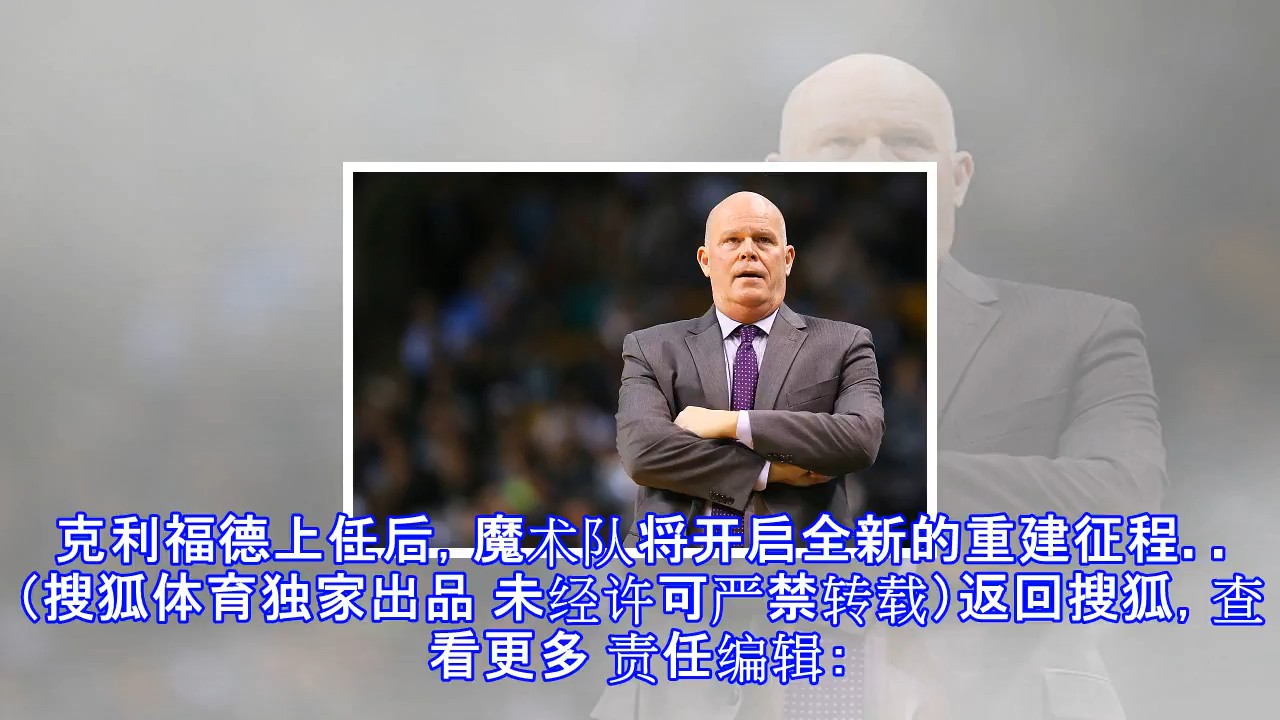 克利福德上任后,魔术队将开启全新的重建征程..
(搜狐体育独家出品 未经许可严禁转载)返回搜狐,查
看更多 责任编辑: